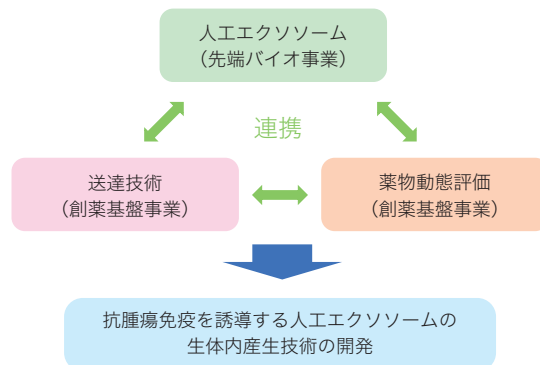 人工エクソソーム
（先端バイオ事業）
連携
送達技術
（創薬基盤事業）
薬物動態評価
（創薬基盤事業）
抗腫瘍免疫を誘導する人工エクソソームの
生体内産生技術の開発